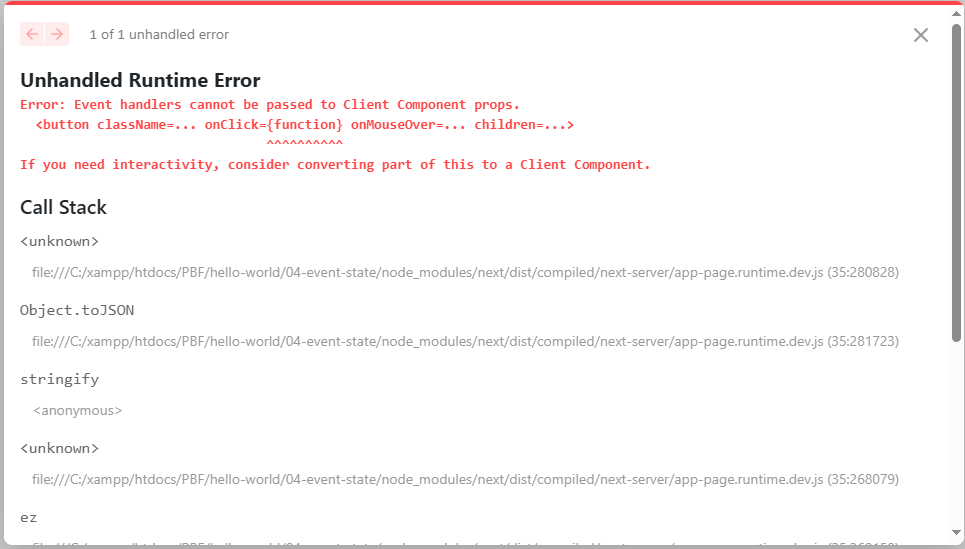 1 of 1 unhandled error
Unhandled Runtime Error
Error: Event handlers cannot be passed to Client Component props.
<button className=... onClick={function} onMouseOver=... children=...>
^^^^^^^^^^
If you need interactivity, consider converting part of this to a Client Component.
Call Stack
<unknown>
file:///C:/xampp/htdocs/PBF/hello-world/04-event-state/node_modules/next/dist/compiled/next-server/app-page.runtime.dev.js (35:280828)
Object.toJSON
file:///C:/xampp/htdocs/PBF/hello-world/04-event-state/node_modules/next/dist/compiled/next-server/app-page.runtime.dev.js (35:281723)
stringify
<anonymous>
<unknown>
file:///C:/xampp/htdocs/PBF/hello-world/04-event-state/node_modules/next/dist/compiled/next-server/app-page.runtime.dev.js (35:268079)
ez